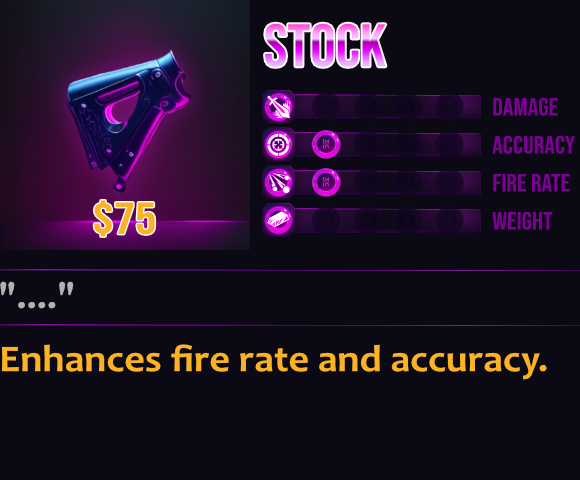 STOCK
DAMAGE
ACCURACY
FIRE RATE
WEIGHT
$75
"...."
Enhances fire rate and accuracy.